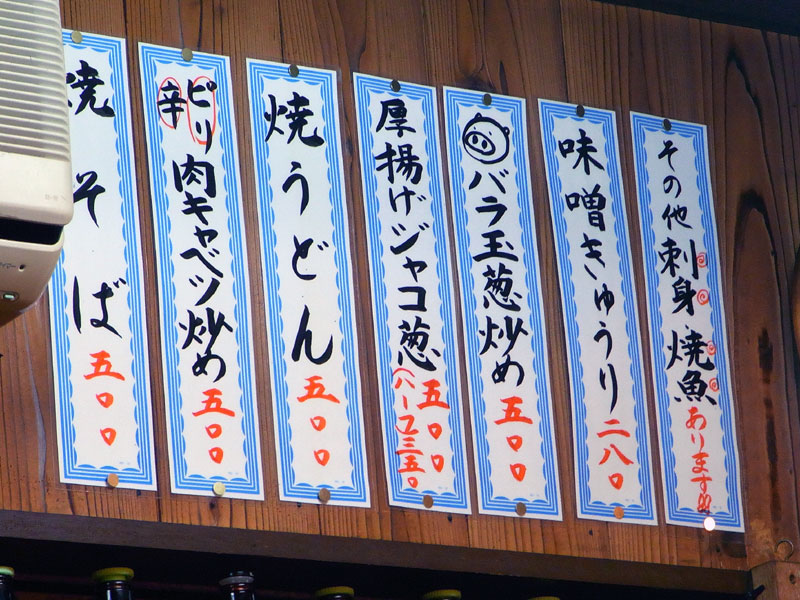 その他刺身焼魚あります
味噌きゅうり二八〇
バラ玉葱炒め五〇〇
厚揚げジャコ葱五〇〇
(ハーフ三五〇)
焼うどん五〇〇
ピリ辛肉キャベツ炒め五〇〇
焼そば五〇〇